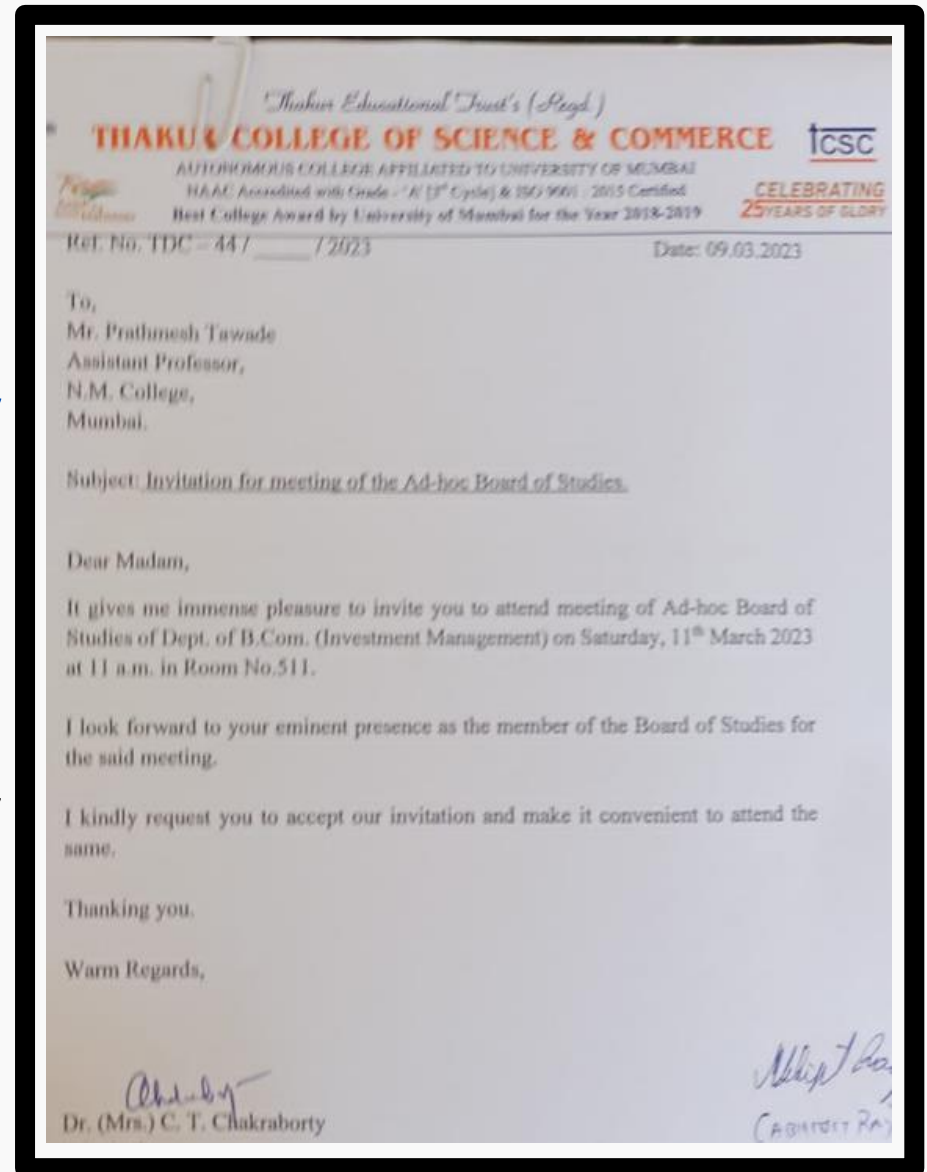 Thakur Educational Trust's (Regd.)
THAKUR COLLEGE OF SCIENCE & COMMERCE
tcsc
AUTONOMOUS COLLEGE AFFILIATED TO UNIVERSITY OF MUMBAI
NAAC Accredited with Grade - 'A' [3rd Cycle] & ISO 9001 : 2015 Certified
Best College Award by University of Mumbai for the Year 2018-2019
CELEBRATING
25 YEARS OF GLORY
Ref. No. TDC - 44 / _____ / 2023
Date: 09.03.2023
To,
Mr. Prathmesh Tawade
Assistant Professor,
N.M. College,
Mumbai.
Subject: Invitation for meeting of the Ad-hoc Board of Studies.
Dear Madam,
It gives me immense pleasure to invite you to attend meeting of Ad-hoc Board of
Studies of Dept. of B.Com. (Investment Management) on Saturday, 11th March 2023
at 11 a.m. in Room No.511.
I look forward to your eminent presence as the member of the Board of Studies for
the said meeting.
I kindly request you to accept our invitation and make it convenient to attend the
same.
Thanking you.
Warm Regards,
Dr. (Mrs.) C. T. Chakraborty